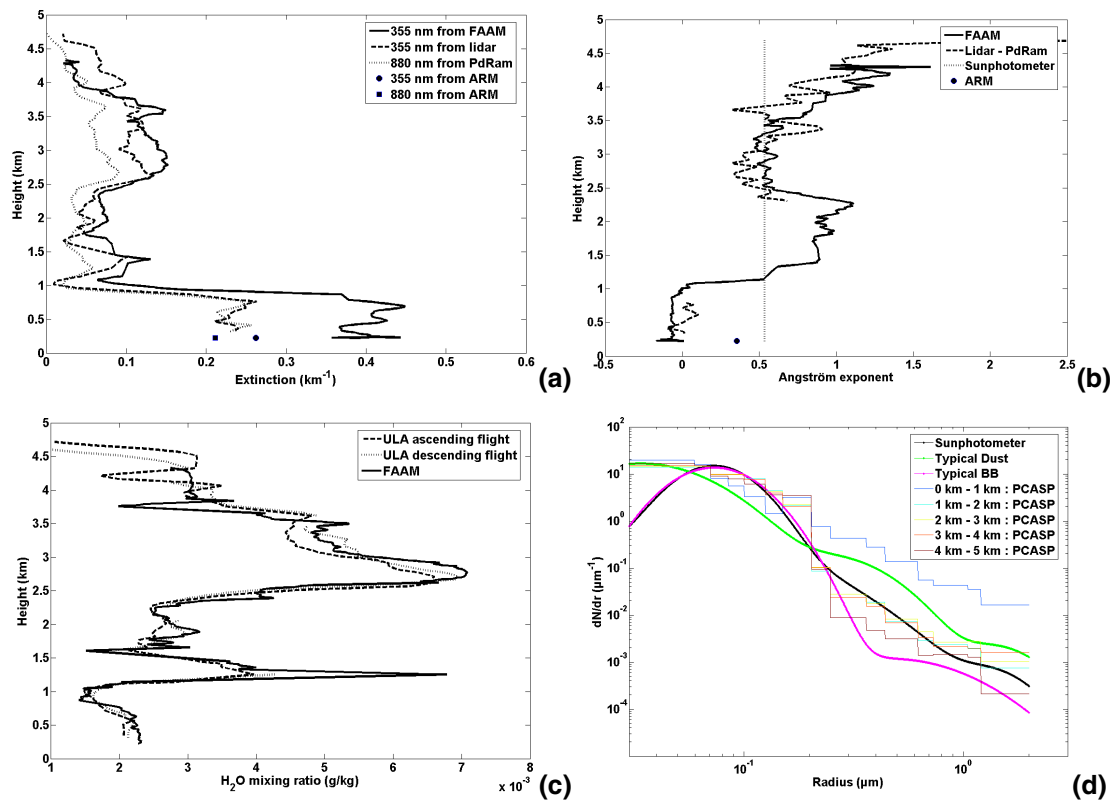 5
4.5
4
3.5
3
2.5
2
1.5
1
0.5
0
Height (km)
0 0.1 0.2 0.3 0.4 0.5 0.6
Extinction (km-1)
355 nm from FAAM
355 nm from lidar
880 nm from PdRam
355 nm from ARM
880 nm from ARM
(a)
5
4.5
4
3.5
3
2.5
2
1.5
1
0.5
0
Height (km)
-0.5 0 0.5 1 1.5 2 2.5
Angström exponent
FAAM
Lidar - PdRam
Sunphotometer
ARM
(b)
5
4.5
4
3.5
3
2.5
2
1.5
1
0.5
0
Height (km)
1 2 3 4 5 6 7 8
H2O mixing ratio (g/kg)
x 10-3
ULA ascending flight
ULA descending flight
FAAM
(c)
102
101
100
10-1
10-2
10-3
10-4
dN/dr (µm-1)
10-1 100
Radius (µm)
Sunphotometer
Typical Dust
Typical BB
0 km - 1 km : PCASP
1 km - 2 km : PCASP
2 km - 3 km : PCASP
3 km - 4 km : PCASP
4 km - 5 km : PCASP
(d)